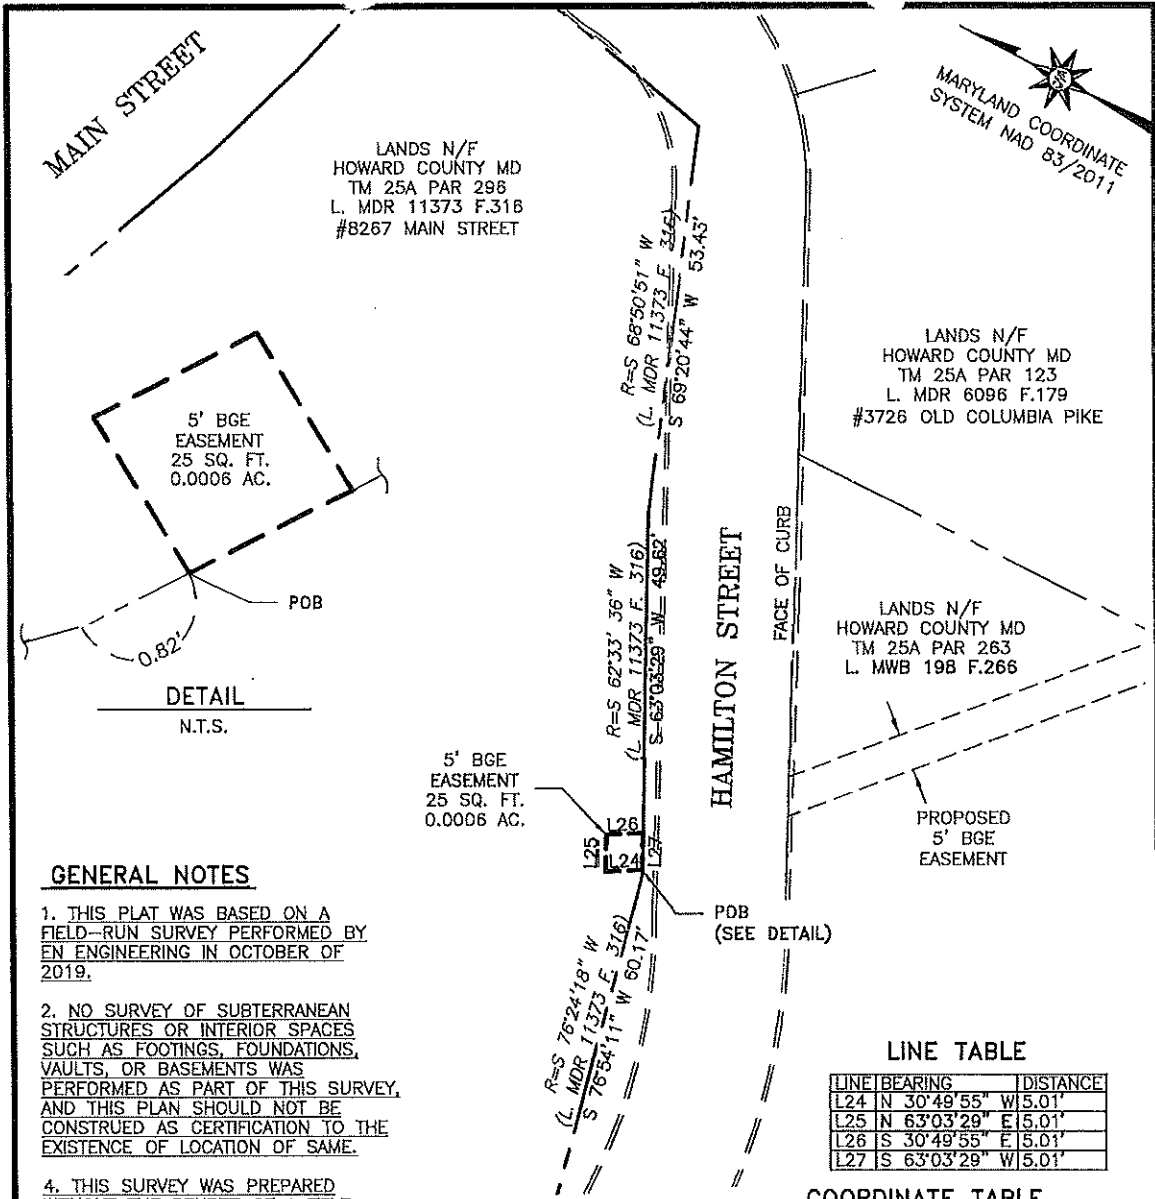 MAIN STREET
LANDS N/F
HOWARD COUNTY MD
TM 25A PAR 296
L. MDR 11373 F.316
#8267 MAIN STREET
MARYLAND COORDINATE
SYSTEM NAD 83/2011
R=S 68°50'51" W
(L. MDR 11373 F. 316)
S 69°20'44" W 53.43'
LANDS N/F
HOWARD COUNTY MD
TM 25A PAR 123
L. MDR 6096 F.179
#3726 OLD COLUMBIA PIKE
5' BGE
EASEMENT
25 SQ. FT.
0.0006 AC.
POB
0.82'
DETAIL
N.T.S.
R=S 62°33' 36" W
(L. MDR 11373 F. 316)
S 63°03'29" W 49.62'
HAMILTON STREET
FACE OF CURB
LANDS N/F
HOWARD COUNTY MD
TM 25A PAR 263
L. MWB 198 F.266
5' BGE
EASEMENT
25 SQ. FT.
0.0006 AC.
L26
L25
L24
L27
PROPOSED
5' BGE
EASEMENT
POB
(SEE DETAIL)
R=S 76°24'18" W
(L. MDR 11373 F. 316)
S 76°54'11" W 60.17'
GENERAL NOTES
1. THIS PLAT WAS BASED ON A
FIELD-RUN SURVEY PERFORMED BY
EN ENGINEERING IN OCTOBER OF
2019.
2. NO SURVEY OF SUBTERRANEAN
STRUCTURES OR INTERIOR SPACES
SUCH AS FOOTINGS, FOUNDATIONS,
VAULTS, OR BASEMENTS WAS
PERFORMED AS PART OF THIS SURVEY,
AND THIS PLAN SHOULD NOT BE
CONSTRUED AS CERTIFICATION TO THE
EXISTENCE OF LOCATION OF SAME.
4. THIS SURVEY WAS PREPARED
LINE TABLE
LINE BEARING DISTANCE
L24 N 30°49'55" W 5.01'
L25 N 63°03'29" E 5.01'
L26 S 30°49'55" E 5.01'
L27 S 63°03'29" W 5.01'
COORDINATE TABLE